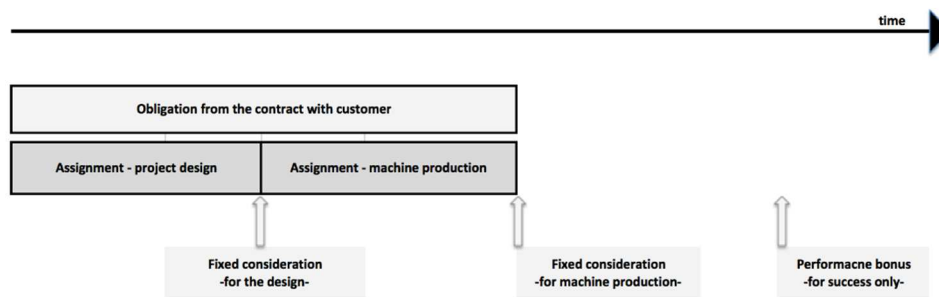 time
Obligation from the contract with customer
Assignment - project design
Assignment - machine production
Fixed consideration
-for the design-
Fixed consideration
-for machine production-
Performacne bonus
-for success only-